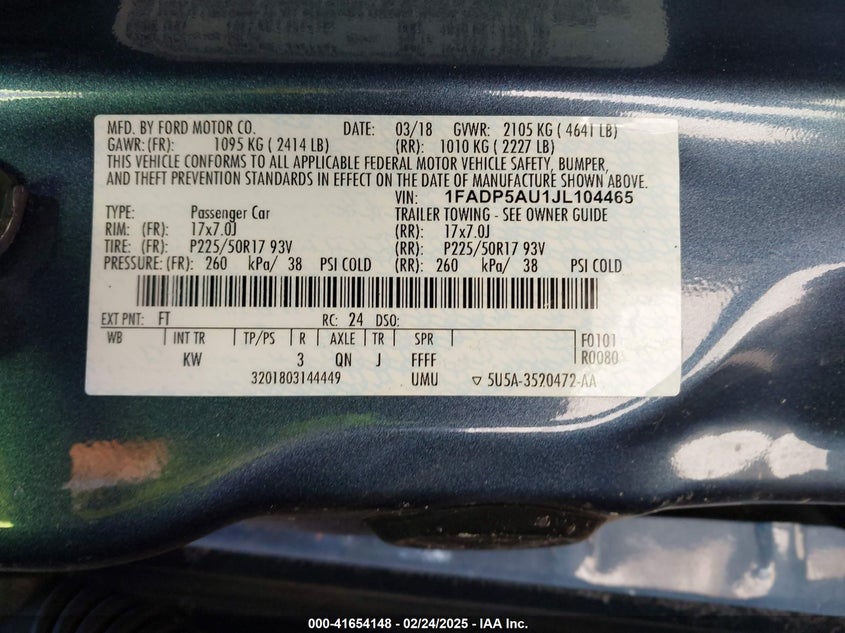 MFD. BY FORD MOTOR CO. DATE: 03/18 GVWR: 2105 KG ( 4641 LB)
GAWR: (FR): 1095 KG ( 2414 LB) (RR): 1010 KG ( 2227 LB)
THIS VEHICLE CONFORMS TO ALL APPLICABLE FEDERAL MOTOR VEHICLE SAFETY, BUMPER,
AND THEFT PREVENTION STANDARDS IN EFFECT ON THE DATE OF MANUFACTURE SHOWN ABOVE.
VIN: 1FADP5AU1JL104465
TYPE: Passenger Car TRAILER TOWING - SEE OWNER GUIDE
RIM: (FR): 17x7.0J (RR): 17x7.0J
TIRE: (FR): P225/50R17 93V (RR): P225/50R17 93V
PRESSURE: (FR): 260 kPa/ 38 PSI COLD (RR): 260 kPa/ 38 PSI COLD
EXT PNT: FT RC: 24 DSO:
WB INT TR TP/PS R AXLE TR SPR F0101
KW 3 QN J FFFF R0080
3201803144449 UMU ▽ 5U5A-3520472-AA
000-41654148 - 02/24/2025 - IAA Inc.